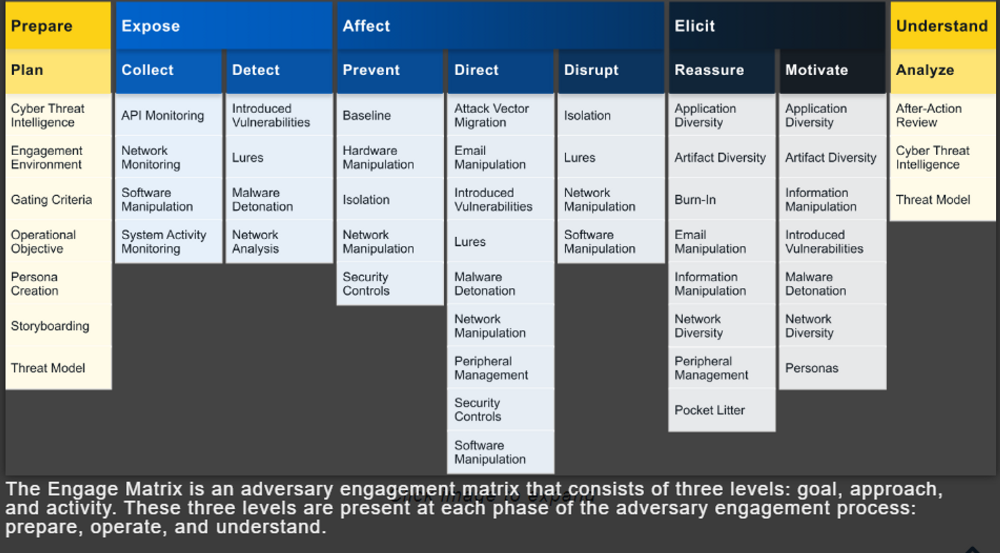 Prepare
Expose
Affect
Elicit
Understand
Plan
Collect
Detect
Prevent
Direct
Disrupt
Reassure
Motivate
Analyze
Cyber Threat
Intelligence
Engagement
Environment
Gating Criteria
Operational
Objective
Persona
Creation
Storyboarding
Threat Model
API Monitoring
Network
Monitoring
Software
Manipulation
System Activity
Monitoring
Introduced
Vulnerabilities
Lures
Malware
Detonation
Network
Analysis
Baseline
Hardware
Manipulation
Isolation
Network
Manipulation
Security
Controls
Attack Vector
Migration
Email
Manipulation
Introduced
Vulnerabilities
Lures
Malware
Detonation
Network
Manipulation
Peripheral
Management
Security
Controls
Software
Manipulation
Isolation
Lures
Network
Manipulation
Software
Manipulation
Application
Diversity
Artifact Diversity
Burn-In
Email
Manipulation
Information
Manipulation
Network
Diversity
Peripheral
Management
Pocket Litter
Application
Diversity
Artifact Diversity
Information
Manipulation
Introduced
Vulnerabilities
Malware
Detonation
Network
Diversity
Personas
After-Action
Review
Cyber Threat
Intelligence
Threat Model
The Engage Matrix is an adversary engagement matrix that consists of three levels: goal, approach,
Click image to expand
and activity. These three levels are present at each phase of the adversary engagement process:
prepare, operate, and understand.